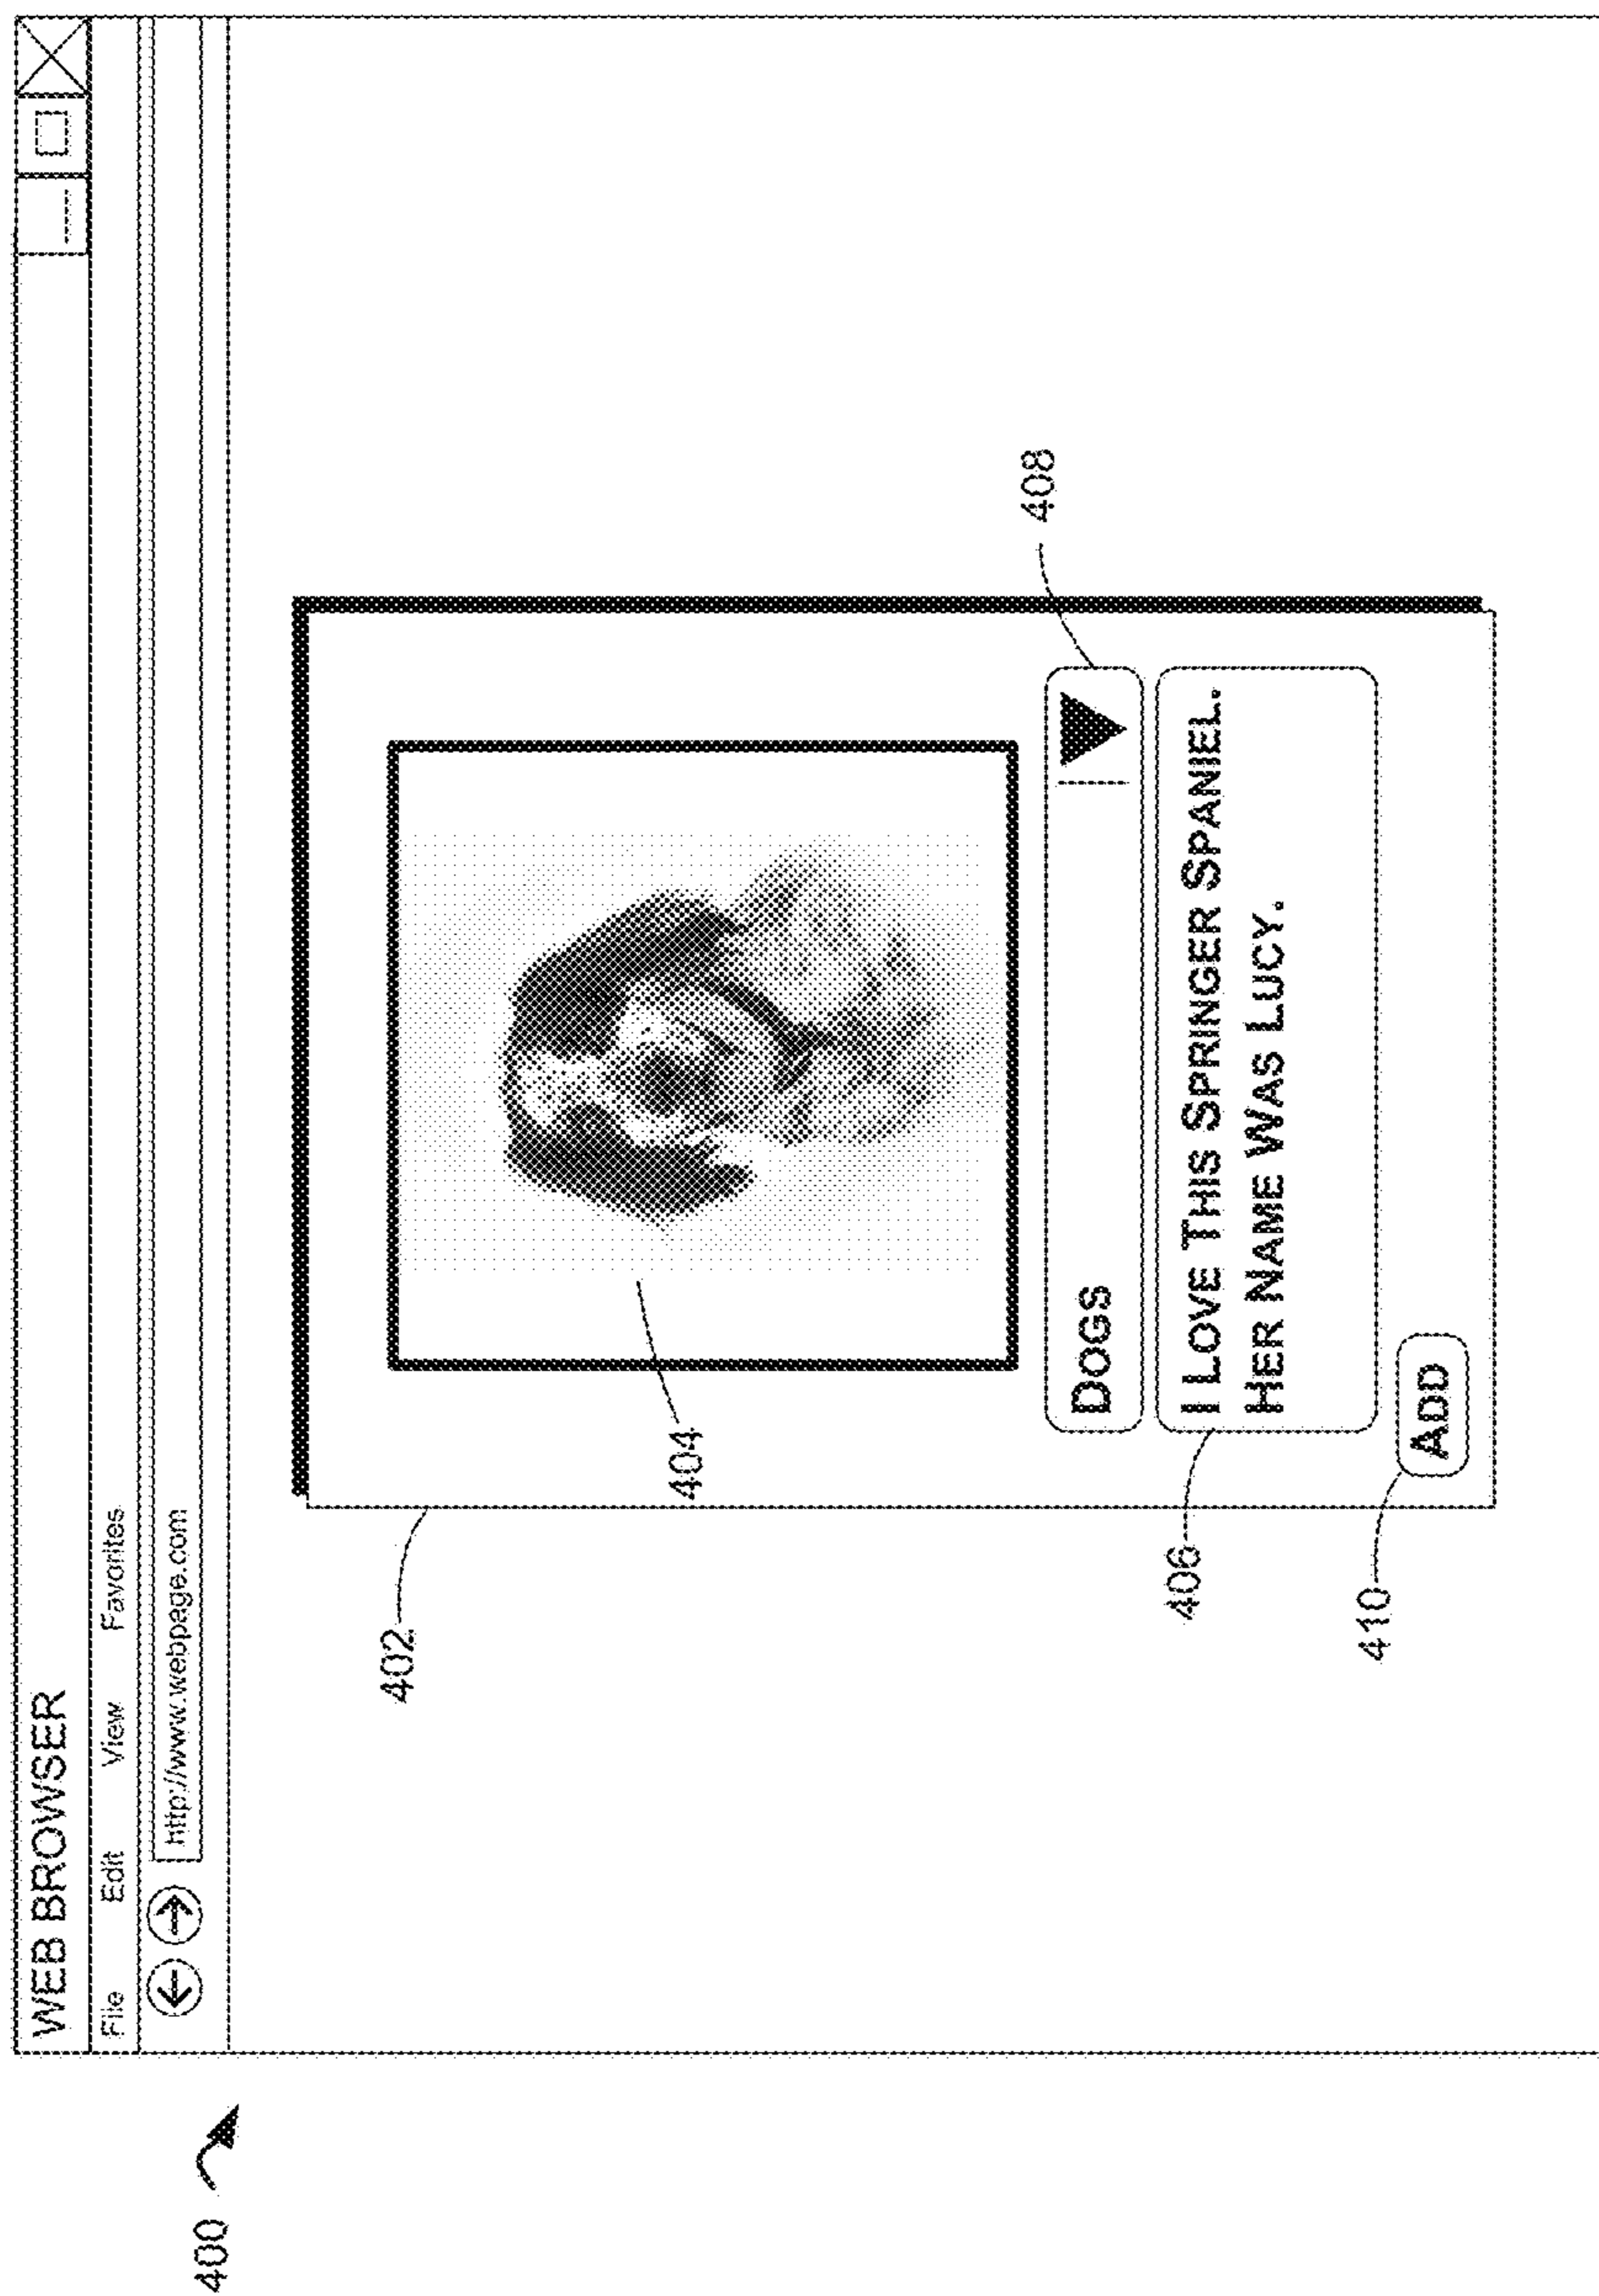 400
WEB BROWSER
File Edit View Favorites
http://www.webpage.com
402
404
DOGS
408
406
I LOVE THIS SPRINGER SPANIEL.
HER NAME WAS LUCY.
410
ADD